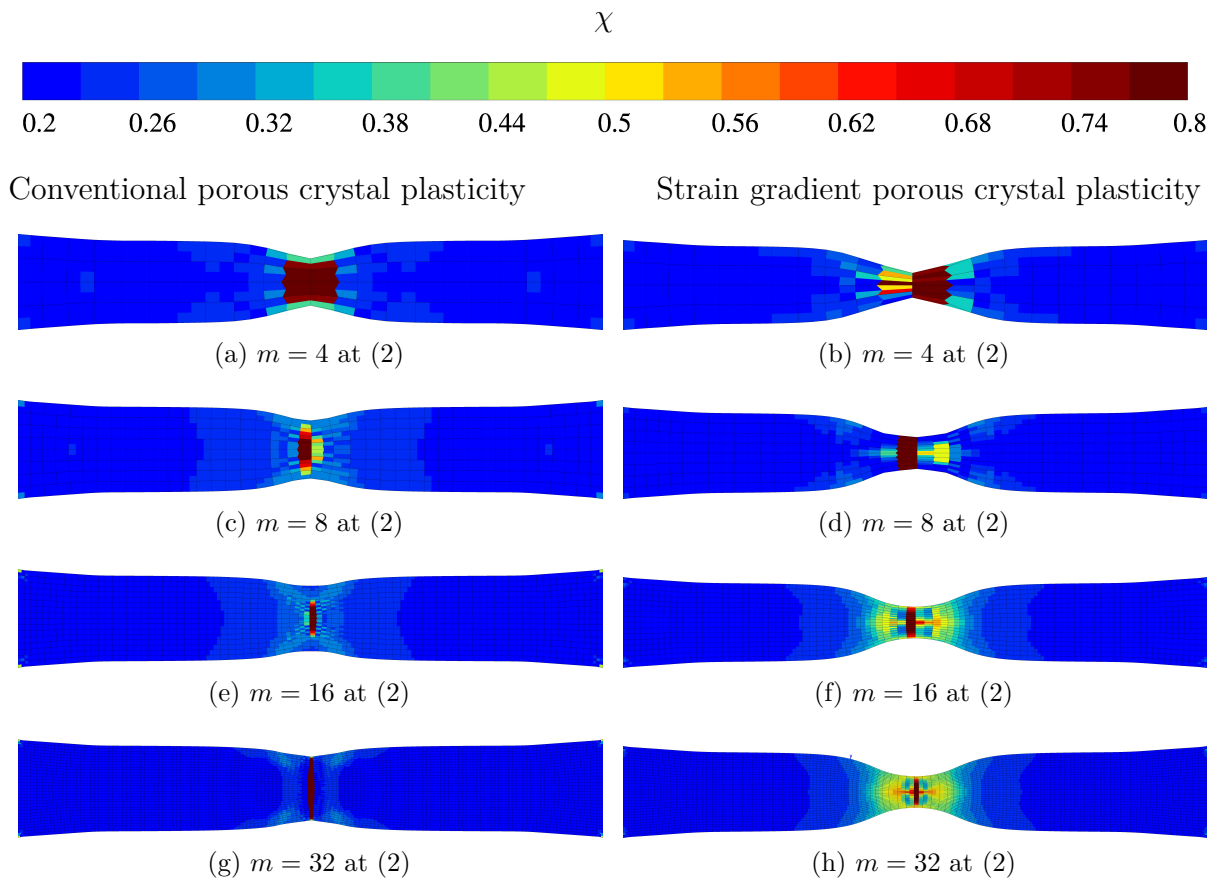 χ
0.2 0.26 0.32 0.38 0.44 0.5 0.56 0.62 0.68 0.74 0.8
Conventional porous crystal plasticity
Strain gradient porous crystal plasticity
(a) m = 4 at (2)
(b) m = 4 at (2)
(c) m = 8 at (2)
(d) m = 8 at (2)
(e) m = 16 at (2)
(f) m = 16 at (2)
(g) m = 32 at (2)
(h) m = 32 at (2)